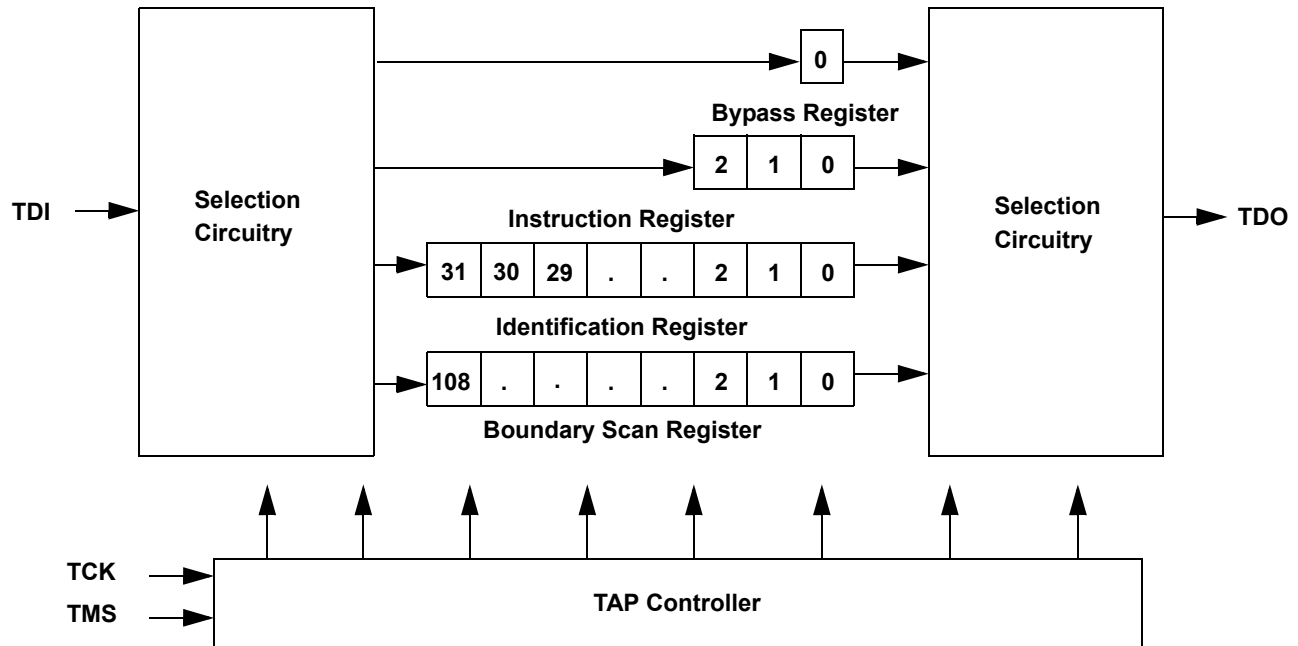 0
Bypass Register
2 1 0
Selection
Circuitry
Selection
Circuitry
TDI
TDO
Instruction Register
31 30 29 . . 2 1 0
Identification Register
108 . . . . 2 1 0
Boundary Scan Register
TCK
TMS
TAP Controller